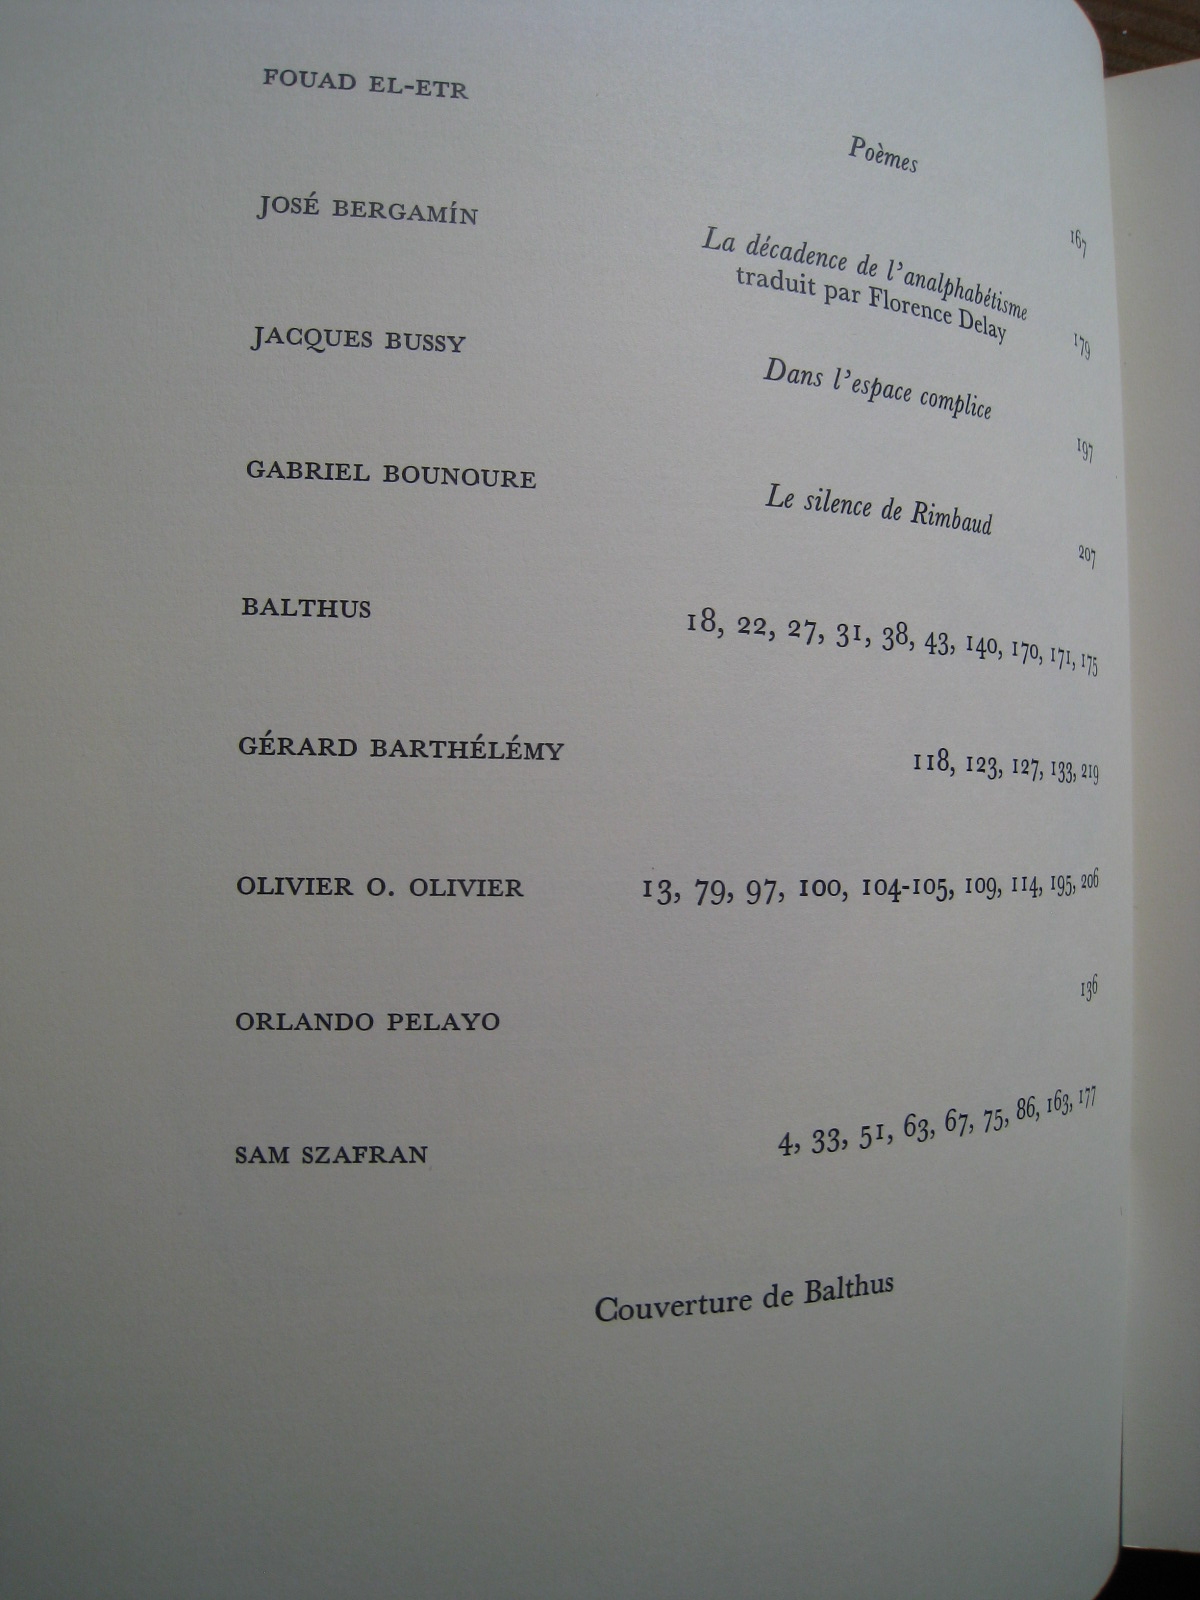 FOUAD EL-ETR
Poèmes
167
JOSÉ BERGAMÍN
La décadence de l'analphabétisme
traduit par Florence Delay
179
JACQUES BUSSY
Dans l'espace complice
197
GABRIEL BOUNOURE
Le silence de Rimbaud
207
BALTHUS 18, 22, 27, 31, 38, 43, 140, 170, 171, 175
GÉRARD BARTHÉLÉMY 118, 123, 127, 133, 219
OLIVIER O. OLIVIER 13, 79, 97, 100, 104-105, 109, 114, 195, 206
ORLANDO PELAYO 136
SAM SZAFRAN 4, 33, 51, 63, 67, 75, 86, 163, 177
Couverture de Balthus